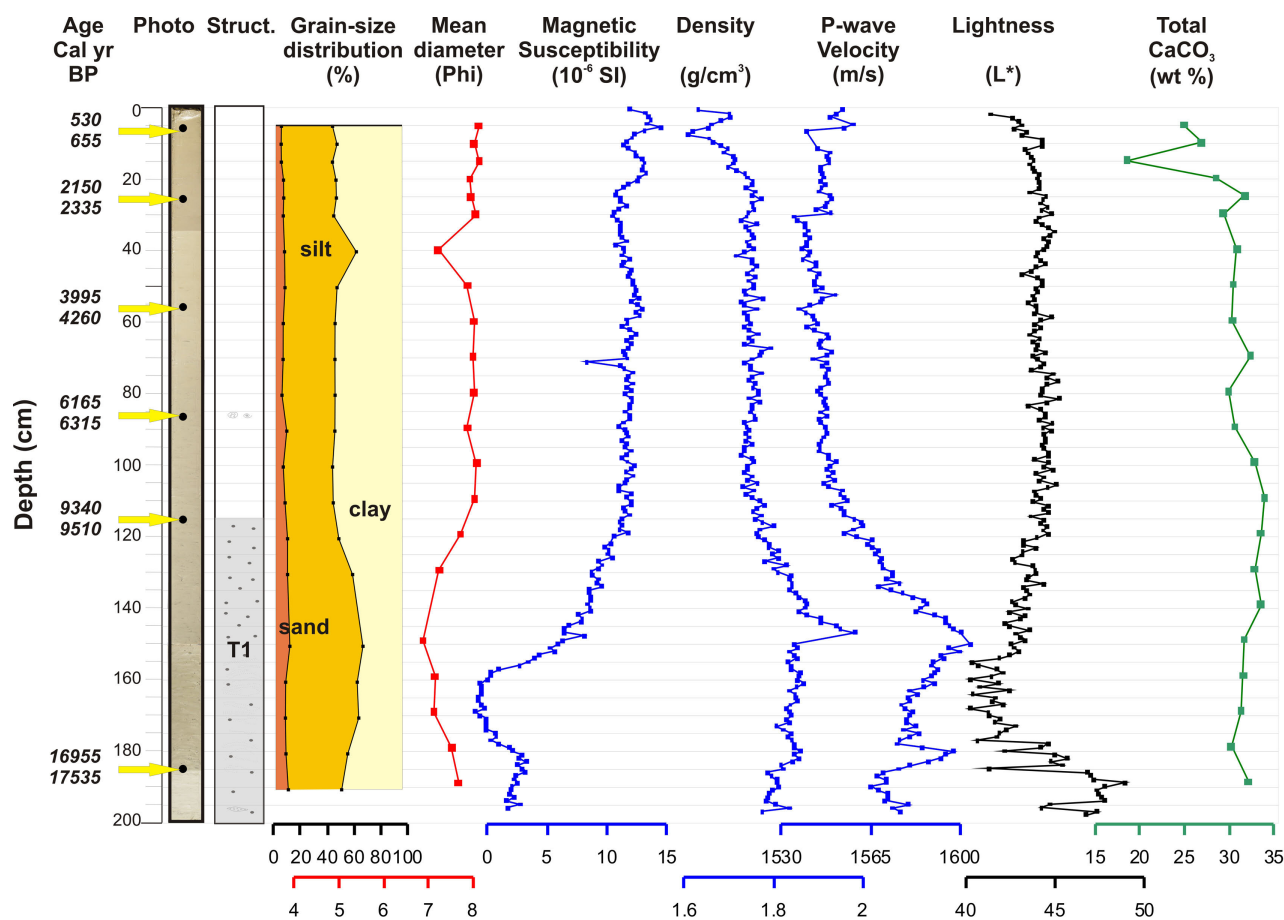 Age Photo Struct. Grain-size Mean Magnetic Density P-wave Lightness Total
Cal yr distribution diameter Susceptibility Velocity CaCO₃
BP (%) (Phi) (10⁻⁶ SI) (g/cm³) (m/s) (L*) (wt %)
0
530
655
20
2150
2335
silt
40
3995
4260
60
80
6165
6315
Depth (cm)
100
9340
9510
clay
120
140
sand
T1
160
180
16955
17535
200
0 20 40 60 80 100 0 5 10 15 1530 1565 1600 15 20 25 30 35
4 5 6 7 8 1.6 1.8 2 40 45 50